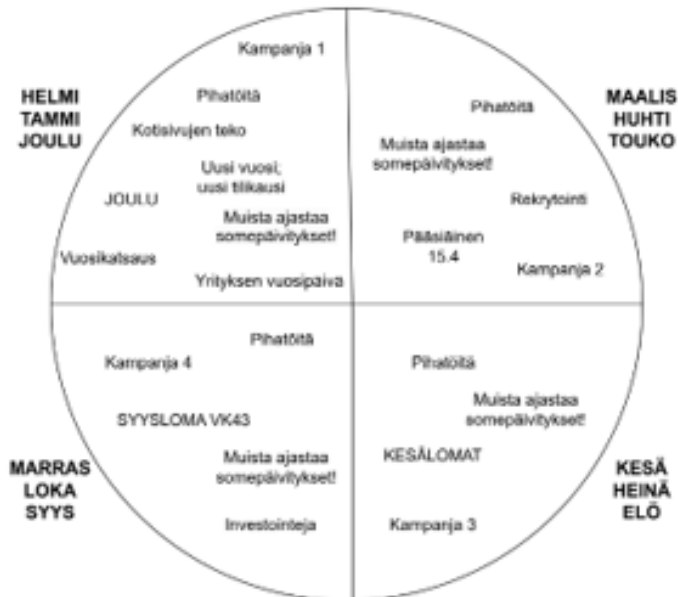 HELMI
TAMMI
JOULU
Kampanja 1
Pihatöitä
Kotisivujen teko
Uusi vuosi;
uusi tilikausi
JOULU
Muista ajastaa
somepäivitykset!
Vuosikatsaus
Yrityksen vuosipäivä
MAALIS
HUHTI
TOUKO
Pihatöitä
Muista ajastaa
somepäivitykset!
Rekrytointi
Pääsiäinen
15.4
Kampanja 2
MARRAS
LOKA
SYYS
Pihatöitä
Kampanja 4
SYYSLOMA VK43
Muista ajastaa
somepäivitykset!
Investointeja
KESÄ
HEINÄ
ELÖ
Pihatöitä
Muista ajastaa
somepäivitykset!
KESÄLOMAT
Kampanja 3